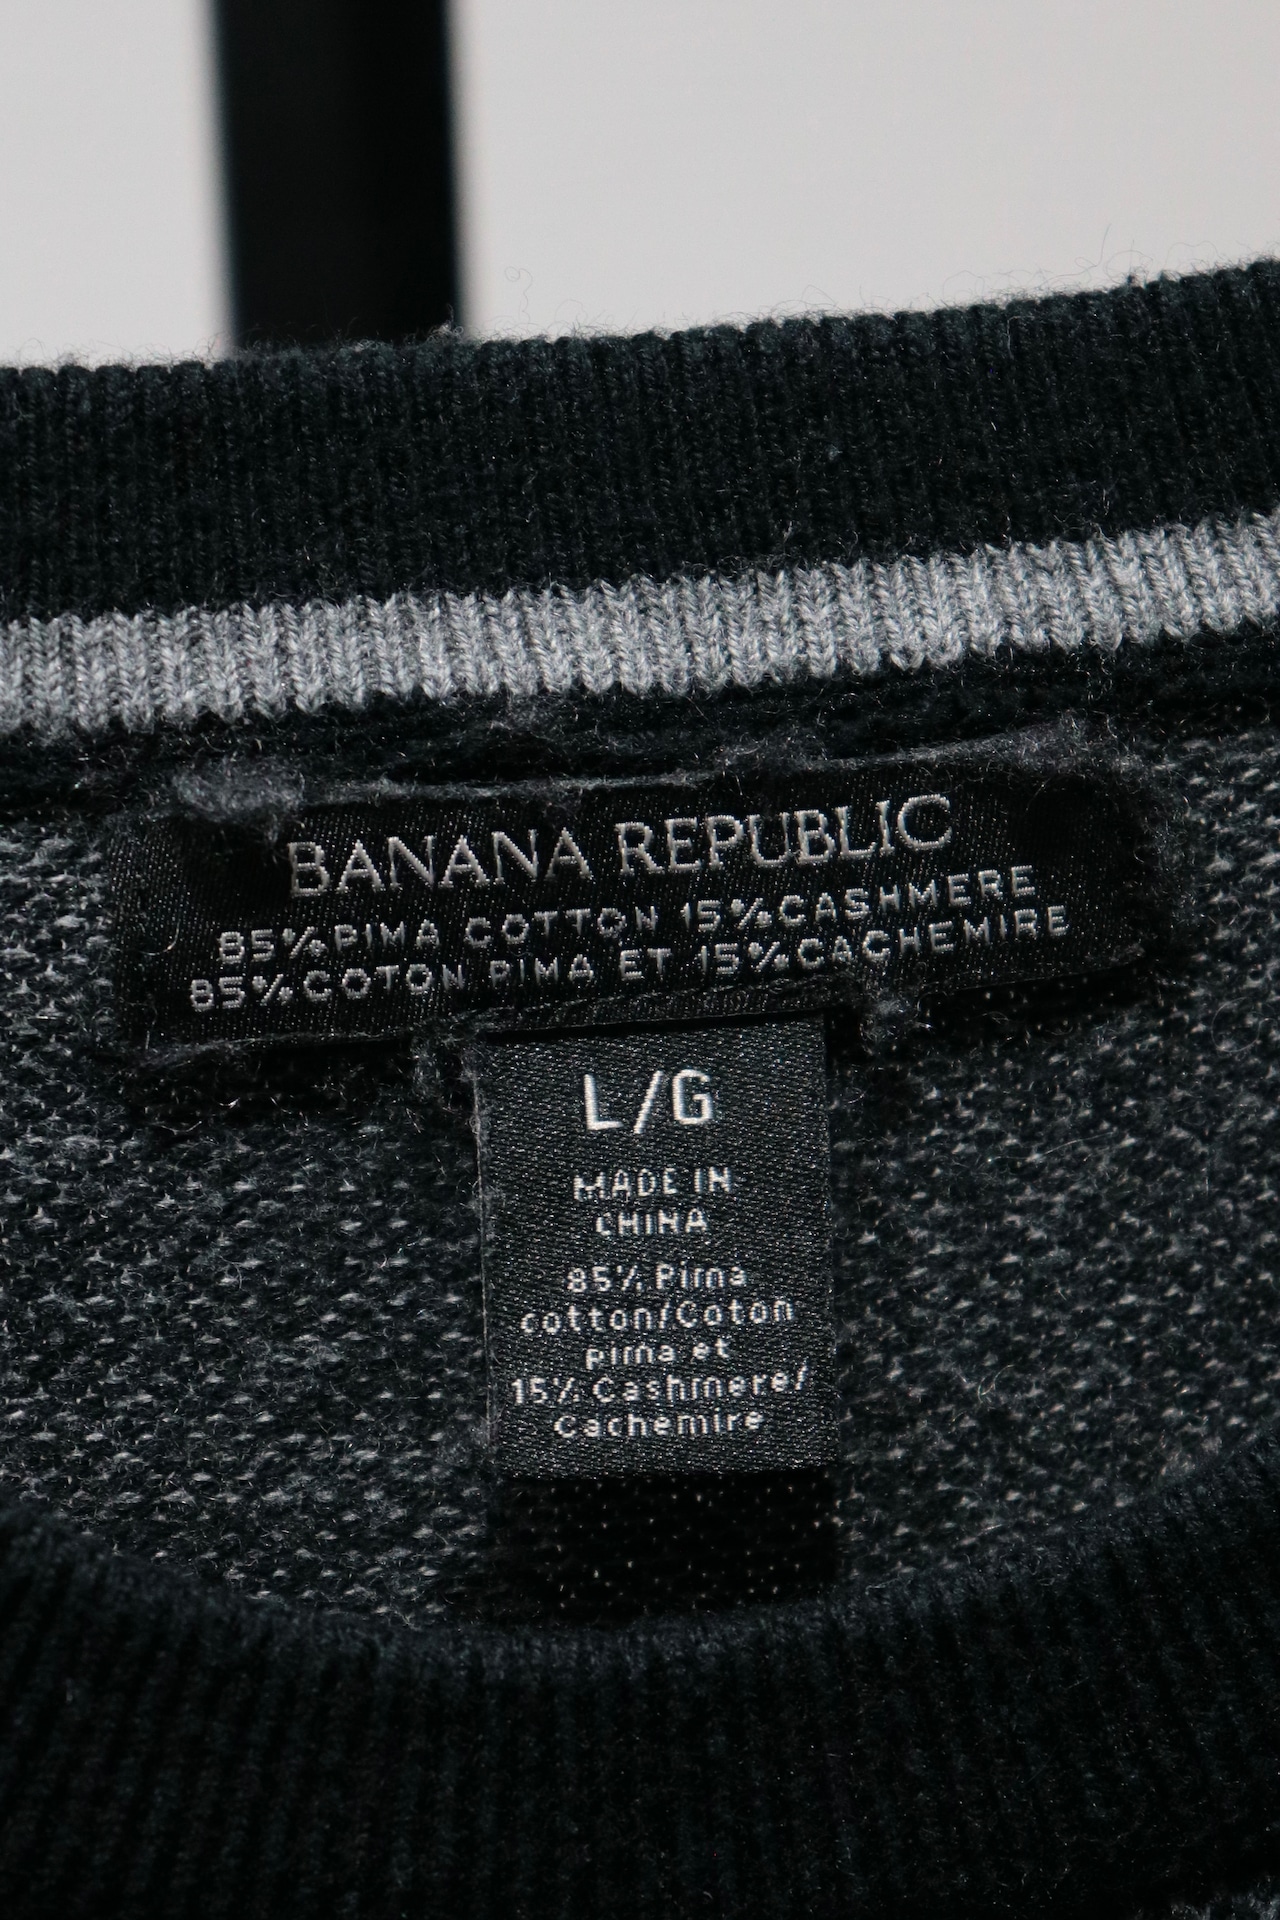 BANANA REPUBLIC
85% PIMA COTTON 15% CASHMERE
85% COTON PIMA ET 15% CACHEMIRE
L/G
MADE IN
CHINA
85% Pima
cotton/Coton
pima et
15% Cashmere/
Cachemire